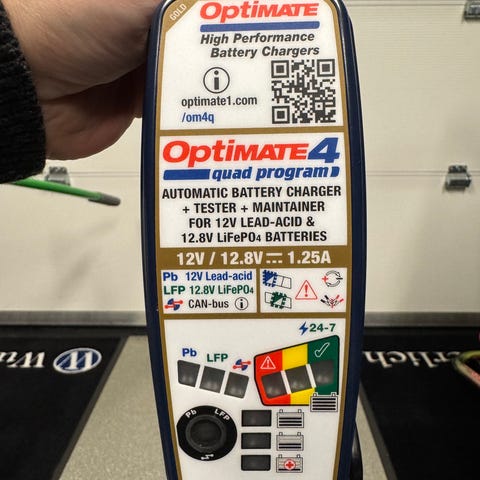 GOLD
OPTIMATE
High Performance
Battery Chargers
optimate1.com
/om4q
OPTIMATE4
quad program
AUTOMATIC BATTERY CHARGER
+ TESTER + MAINTAINER
FOR 12V LEAD-ACID &
12.8V LiFePO4 BATTERIES
12V / 12.8V 1.25A
Pb 12V Lead-acid
LFP 12.8V LiFePO4
CAN-bus
24-7
Pb LFP
Pb LFP
W
erlich